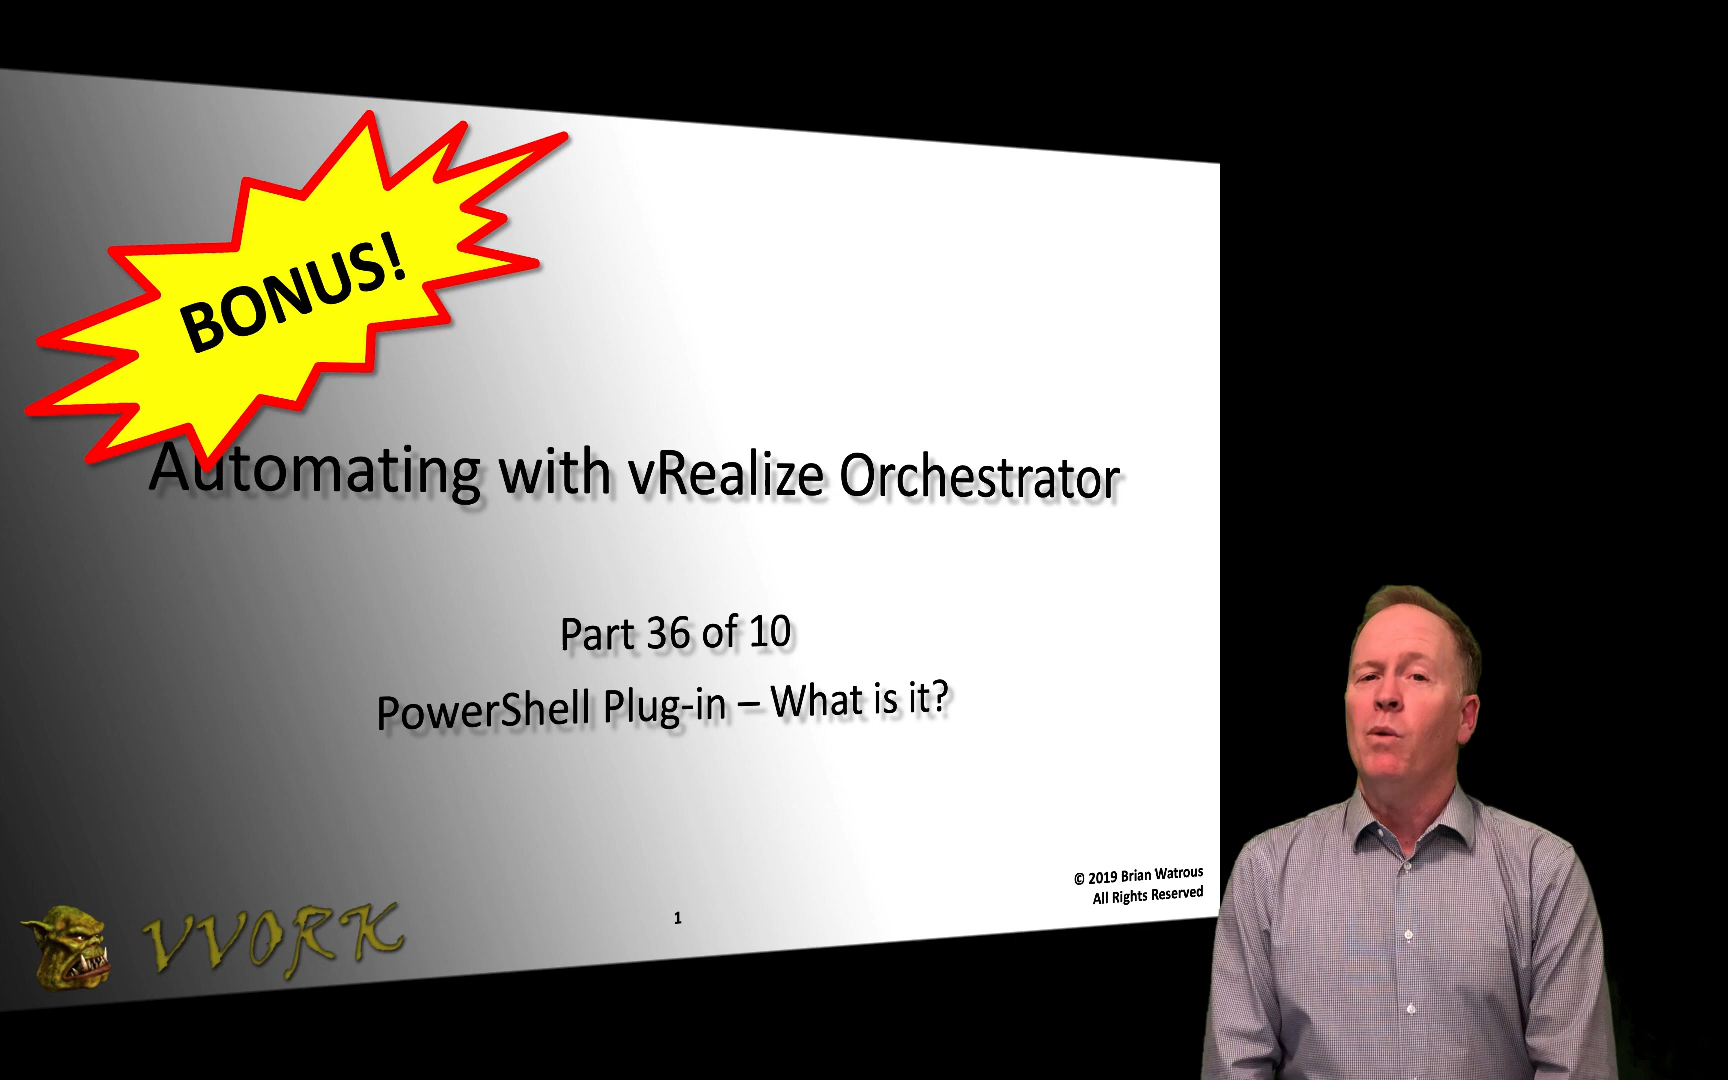 BONUS!
Automating with vRealize Orchestrator
Part 36 of 10
PowerShell Plug-in – What is it?
© 2019 Brian Watrous
All Rights Reserved
1
VVORK